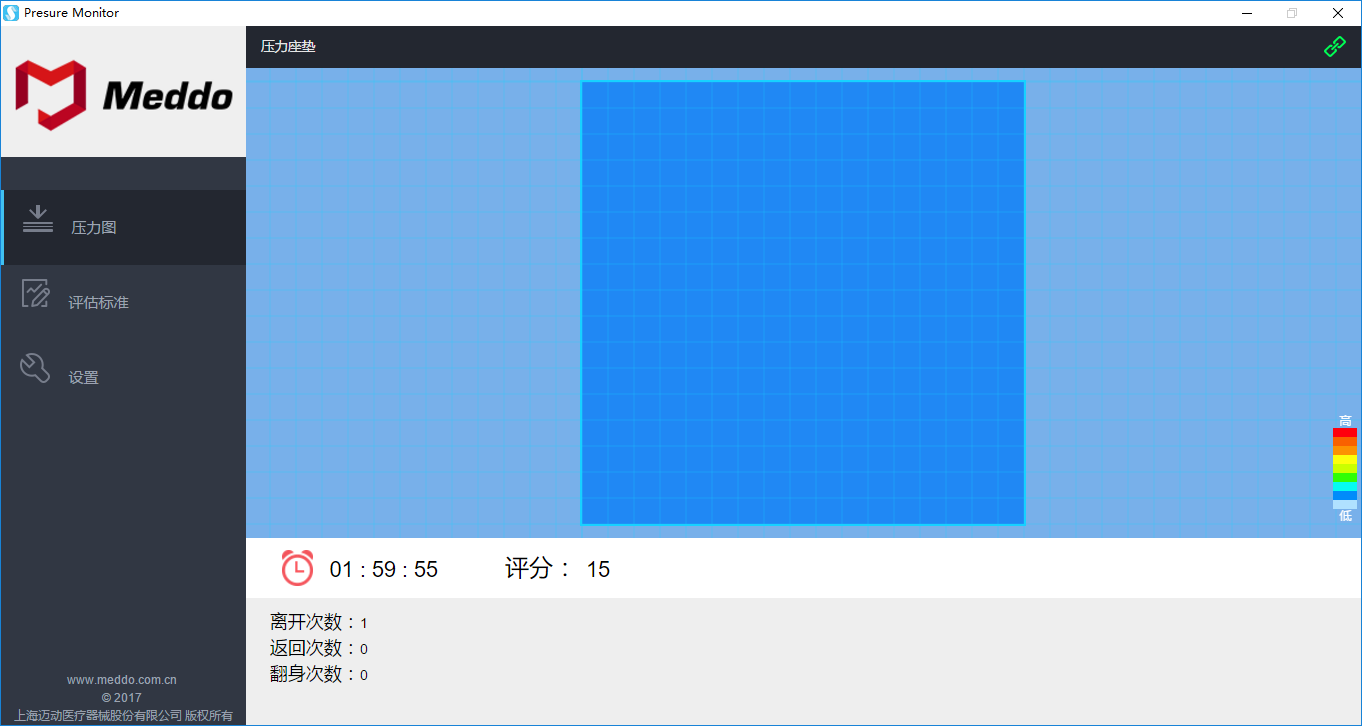 Presure Monitor
Meddo
压力座垫
压力图
评估标准
设置
高
低
01 : 59 : 55
评分： 15
离开次数：1
返回次数：0
翻身次数：0
www.meddo.com.cn
© 2017
上海迈动医疗器械股份有限公司 版权所有